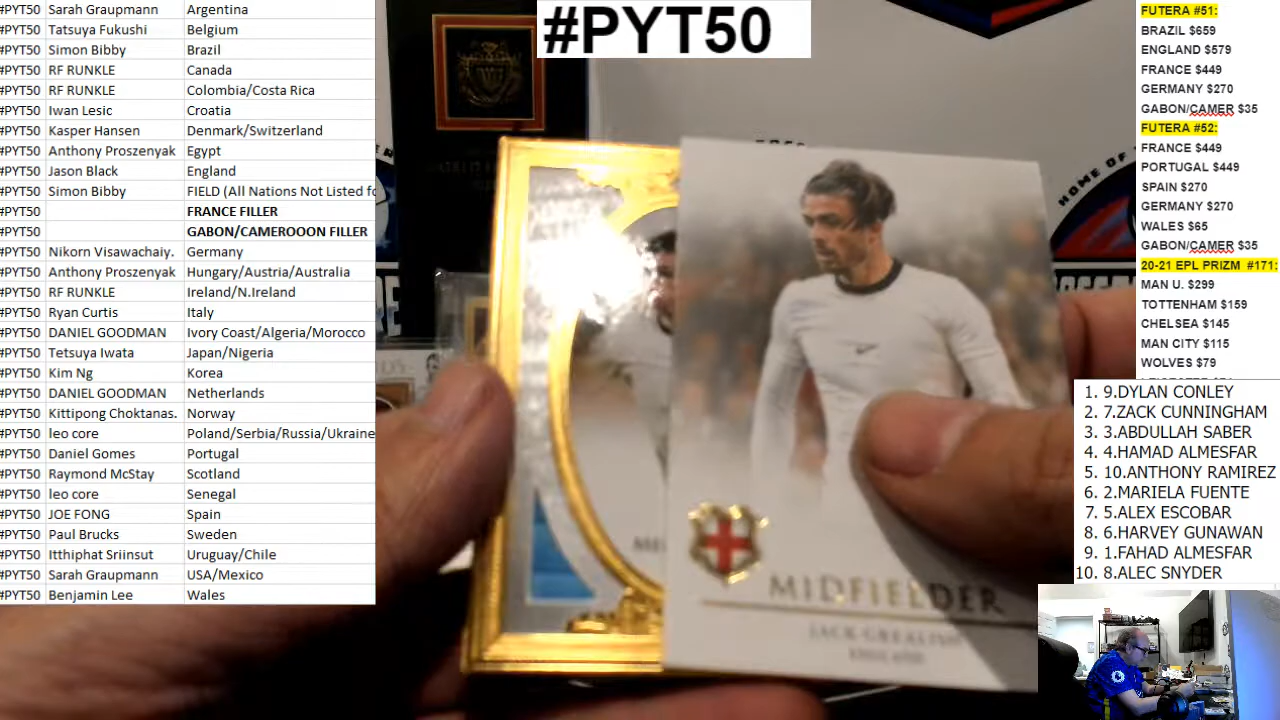 #PYT50 Sarah Graupmann Argentina
#PYT50 Tatsuya Fukushi Belgium
#PYT50 Simon Bibby Brazil
#PYT50 RF RUNKLE Canada
#PYT50 RF RUNKLE Colombia/Costa Rica
#PYT50 Iwan Lesic Croatia
#PYT50 Kasper Hansen Denmark/Switzerland
#PYT50 Anthony Proszenyak Egypt
#PYT50 Jason Black England
#PYT50 Simon Bibby FIELD (All Nations Not Listed fo
#PYT50 FRANCE FILLER
#PYT50 GABON/CAMEROOON FILLER
#PYT50 Nikorn Visawachaiy. Germany
#PYT50 Anthony Proszenyak Hungary/Austria/Australia
#PYT50 RF RUNKLE Ireland/N.Ireland
#PYT50 Ryan Curtis Italy
#PYT50 DANIEL GOODMAN Ivory Coast/Algeria/Morocco
#PYT50 Tetsuya Iwata Japan/Nigeria
#PYT50 Kim Ng Korea
#PYT50 DANIEL GOODMAN Netherlands
#PYT50 Kittipong Choktanas. Norway
#PYT50 leo core Poland/Serbia/Russia/Ukraine
#PYT50 Daniel Gomes Portugal
#PYT50 Raymond McStay Scotland
#PYT50 leo core Senegal
#PYT50 JOE FONG Spain
#PYT50 Paul Brucks Sweden
#PYT50 Itthiphat Sriinsut Uruguay/Chile
#PYT50 Sarah Graupmann USA/Mexico
#PYT50 Benjamin Lee Wales
#PYT50
HOME OF
MIDFIELDER
JACK GREALISH
ENGLAND
FUTERA #51:
BRAZIL $659
ENGLAND $579
FRANCE $449
GERMANY $270
GABON/CAMER $35
FUTERA #52:
FRANCE $449
PORTUGAL $449
SPAIN $270
GERMANY $270
WALES $65
GABON/CAMER $35
20-21 EPL PRIZM #171:
MAN U. $299
TOTTENHAM $159
CHELSEA $145
MAN CITY $115
WOLVES $79
1. 9.DYLAN CONLEY
2. 7.ZACK CUNNINGHAM
3. 3.ABDULLAH SABER
4. 4.HAMAD ALMESFAR
5. 10.ANTHONY RAMIREZ
6. 2.MARIELA FUENTE
7. 5.ALEX ESCOBAR
8. 6.HARVEY GUNAWAN
9. 1.FAHAD ALMESFAR
10. 8.ALEC SNYDER